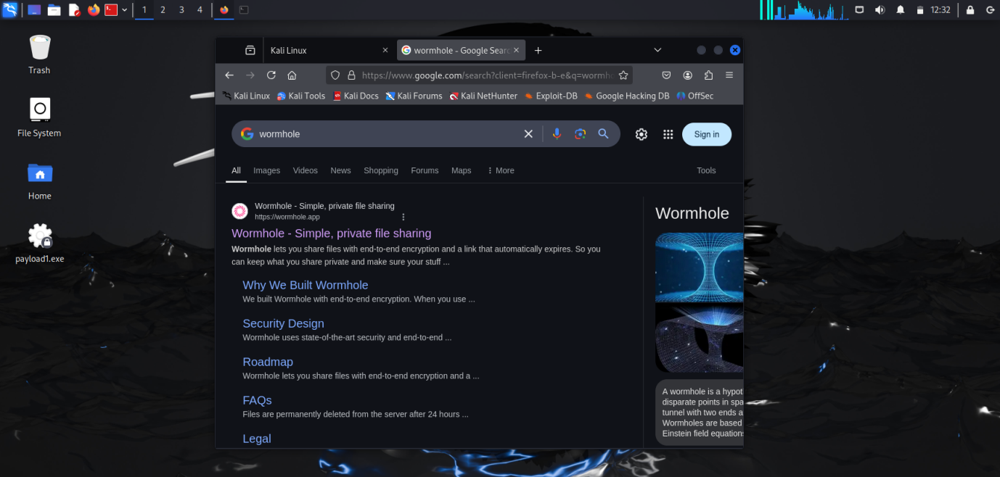 1 2 3 4 12:32
Trash
File System
Home
payload1.exe
Kali Linux
wormhole - Google Searc
https://www.google.com/search?client=firefox-b-e&q=wormho
Kali Linux Kali Tools Kali Docs Kali Forums Kali NetHunter Exploit-DB Google Hacking DB OffSec
wormhole
Sign in
All Images Videos News Shopping Forums Maps More Tools
Wormhole - Simple, private file sharing
https://wormhole.app
Wormhole - Simple, private file sharing
Wormhole lets you share files with end-to-end encryption and a link that automatically expires. So you
can keep what you share private and make sure your stuff ...
Why We Built Wormhole
We built Wormhole with end-to-end encryption. When you use ...
Security Design
Wormhole uses state-of-the-art security and end-to-end ...
Roadmap
Wormhole lets you share files with end-to-end encryption and a ...
FAQs
Files are permanently deleted from the server after 24 hours ...
Legal
Wormhole
A wormhole is a hypot
disparate points in spa
tunnel with two ends a
Wormholes are based
Einstein field equations